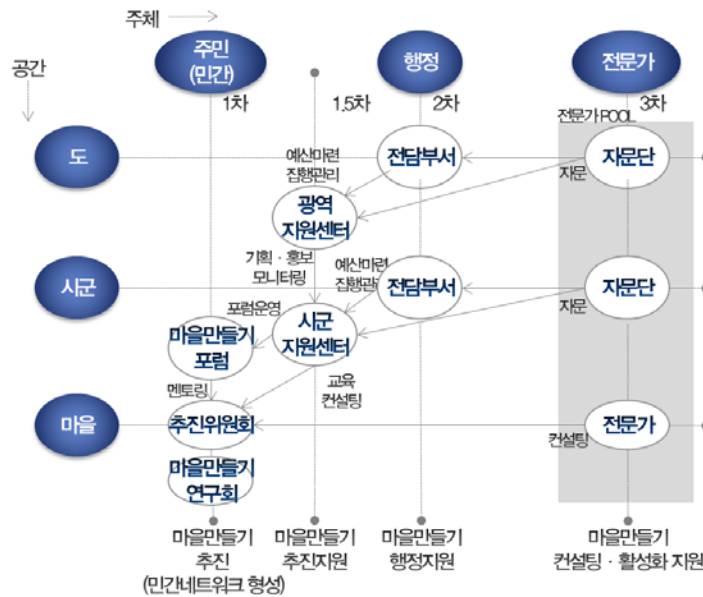 주체
공간
주민
(민간)
행정
전문가
1차
1.5차
2차
3차
전문가 POOL
도
예산마련
집행관리
전담부서
자문단
자문
광역
지원센터
기획 · 홍보
모니터링
시군
예산마련
집행관리
전담부서
자문단
자문
포럼운영
시군
지원센터
마을만들기
포럼
멘토링
교육
컨설팅
마을
추진위원회
전문가
컨설팅
마을만들기
연구회
마을만들기
추진
(민간네트워크 형성)
마을만들기
추진지원
마을만들기
행정지원
마을만들기
컨설팅 · 활성화 지원